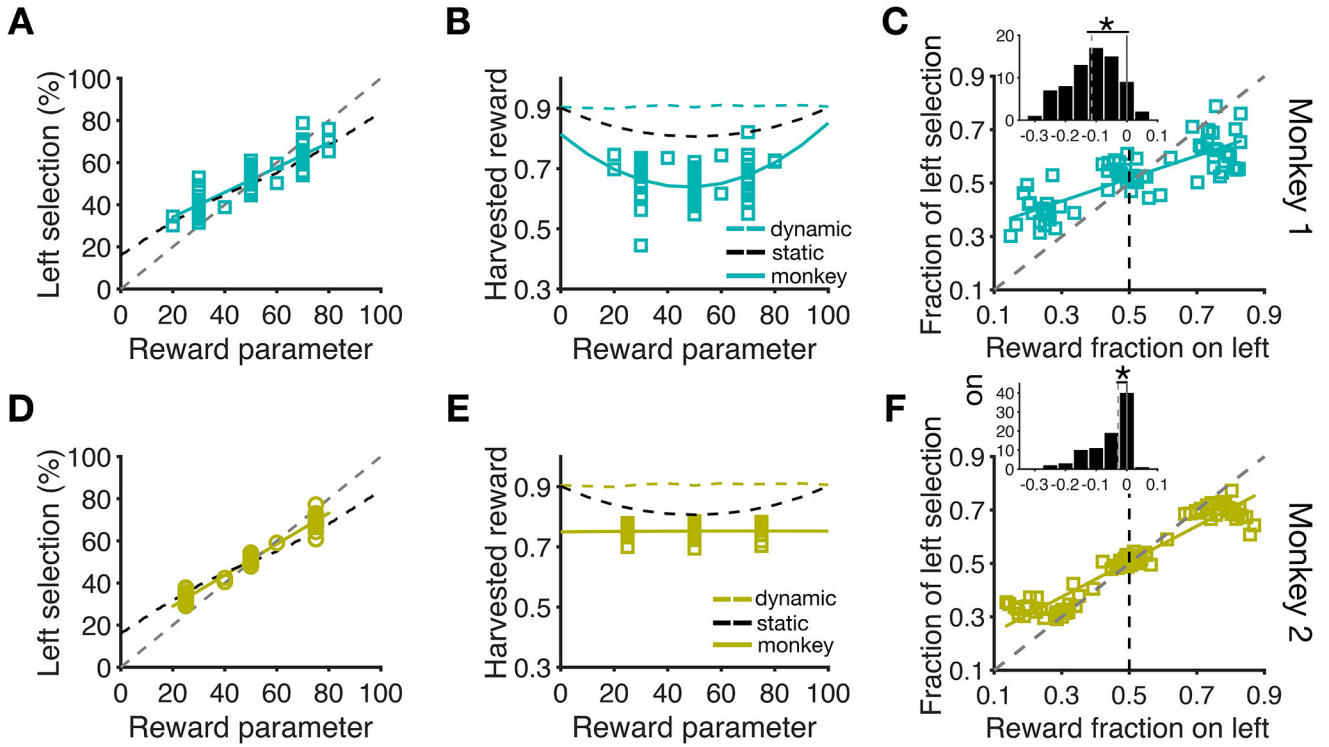 A
Left selection (%)
100
80
60
40
20
0
0 20 40 60 80 100
Reward parameter
B
Harvested reward
0.9
0.7
0.5
0.3
dynamic
static
monkey
0 20 40 60 80 100
Reward parameter
C
Fraction of left selection
*
20
10
0
-0.3 -0.2 -0.1 0 0.1
0.9
0.7
0.5
0.3
0.1
0.1 0.3 0.5 0.7 0.9
Reward fraction on left
Monkey 1
D
Left selection (%)
100
80
60
40
20
0
0 20 40 60 80 100
Reward parameter
E
Harvested reward
0.9
0.7
0.5
0.3
dynamic
static
monkey
0 20 40 60 80 100
Reward parameter
F
on
Fraction of left selection
*
40
30
20
10
0
-0.3 -0.2 -0.1 0 0.1
0.9
0.7
0.5
0.3
0.1
0.1 0.3 0.5 0.7 0.9
Reward fraction on left
Monkey 2